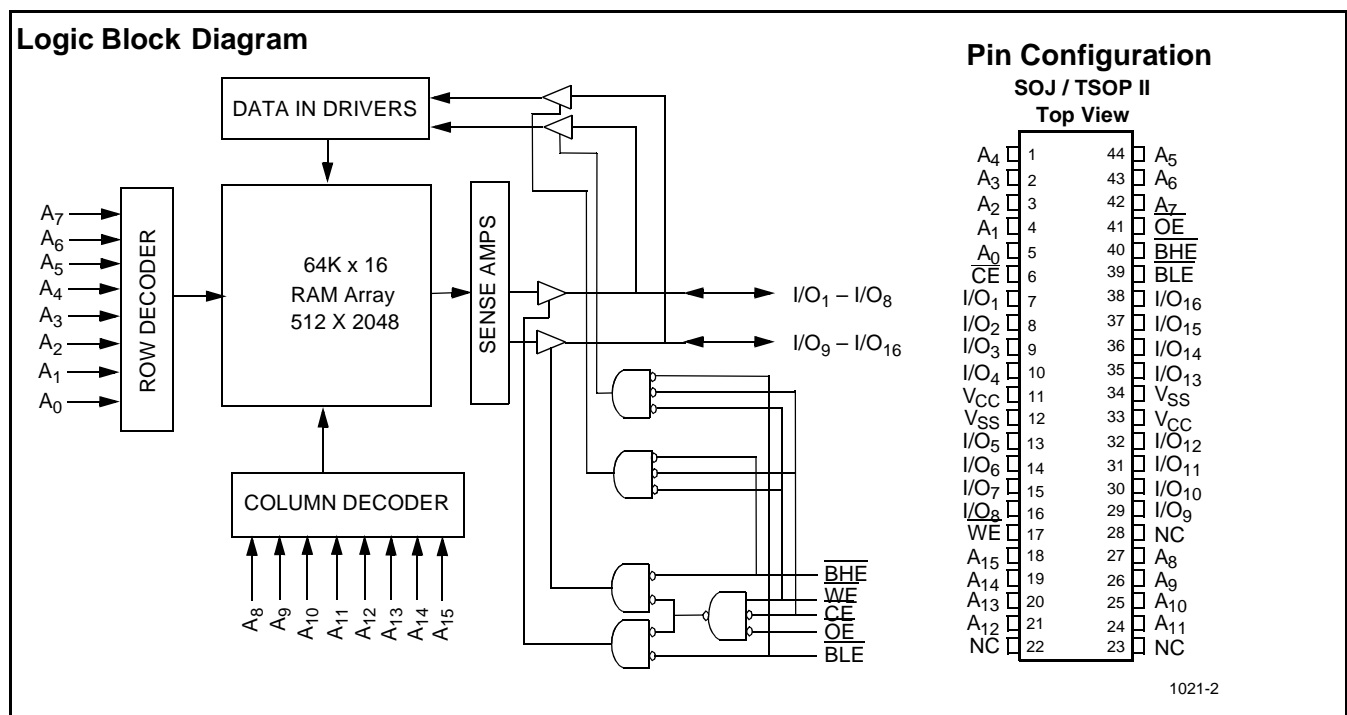 Logic Block Diagram
DATA IN DRIVERS
A7
A6
A5
A4
A3
A2
A1
A0
ROW DECODER
64K x 16
RAM Array
512 X 2048
SENSE AMPS
I/O1 – I/O8
I/O9 – I/O16
COLUMN DECODER
A8
A9
A10
A11
A12
A13
A14
A15
BHE
WE
CE
OE
BLE
Pin Configuration
SOJ / TSOP II
Top View
A4 1 44 A5
A3 2 43 A6
A2 3 42 A7
A1 4 41 OE
A0 5 40 BHE
CE 6 39 BLE
I/O1 7 38 I/O16
I/O2 8 37 I/O15
I/O3 9 36 I/O14
I/O4 10 35 I/O13
VCC 11 34 VSS
VSS 12 33 VCC
I/O5 13 32 I/O12
I/O6 14 31 I/O11
I/O7 15 30 I/O10
I/O8 16 29 I/O9
WE 17 28 NC
A15 18 27 A8
A14 19 26 A9
A13 20 25 A10
A12 21 24 A11
NC 22 23 NC
1021-2